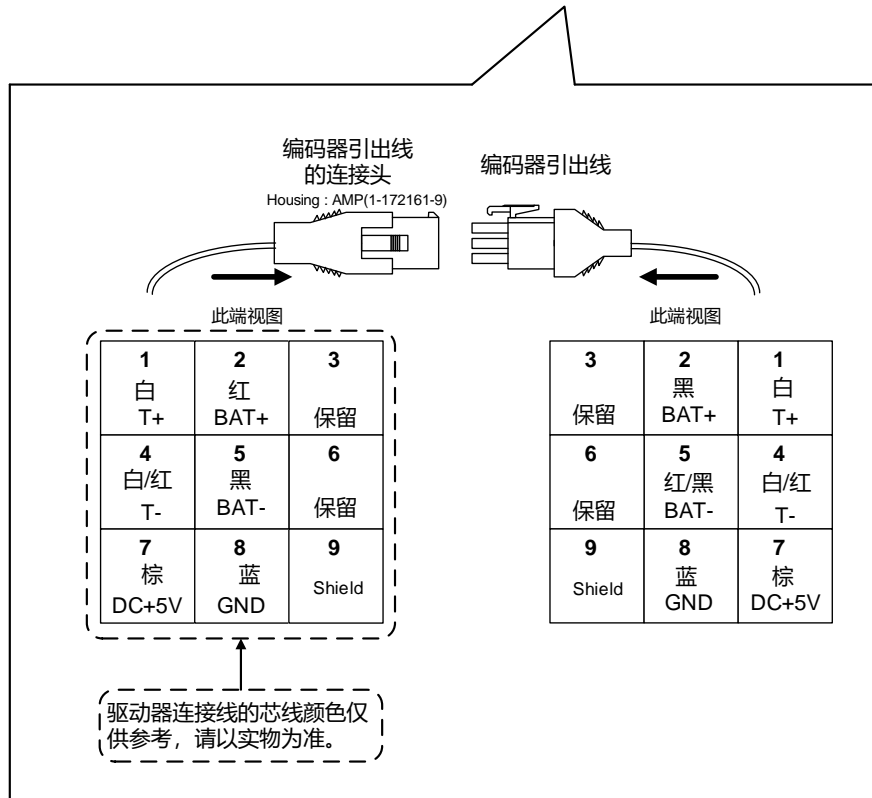 编码器引出线
的连接头
Housing : AMP(1-172161-9)
编码器引出线
此端视图
1 2 3
白 红
T+ BAT+ 保留
4 5 6
白/红 黑
T- BAT- 保留
7 8 9
棕 蓝 Shield
DC+5V GND
驱动器连接线的芯线颜色仅
供参考，请以实物为准。
此端视图
3 2 1
黑 白
保留 BAT+ T+
6 5 4
红/黑 白/红
保留 BAT- T-
9 8 7
Shield 蓝 棕
GND DC+5V